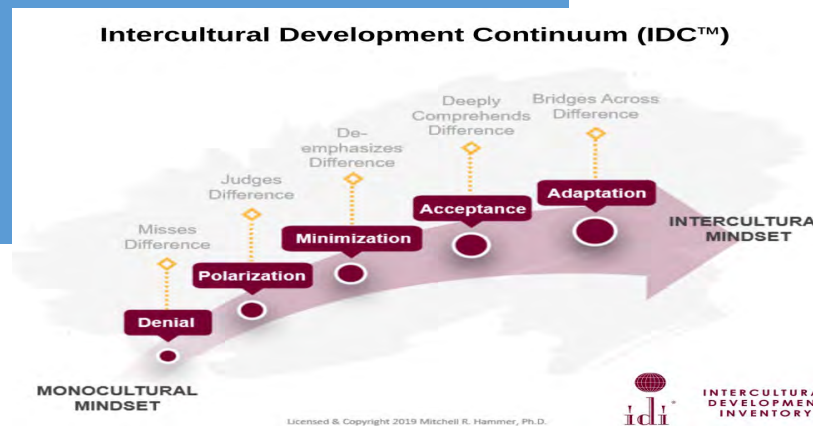 Intercultural Development Continuum (IDC™)
Misses
Difference
Judges
Difference
De-
emphasizes
Difference
Deeply
Comprehends
Difference
Bridges Across
Difference
Denial
Polarization
Minimization
Acceptance
Adaptation
MONOCULTURAL
MINDSET
INTERCULTURA
MINDSET
Licensed & Copyright 2019 Mitchell R. Hammer, Ph.D.
idi
INTERCULTURA
DEVELOPMEN
INVENTORY